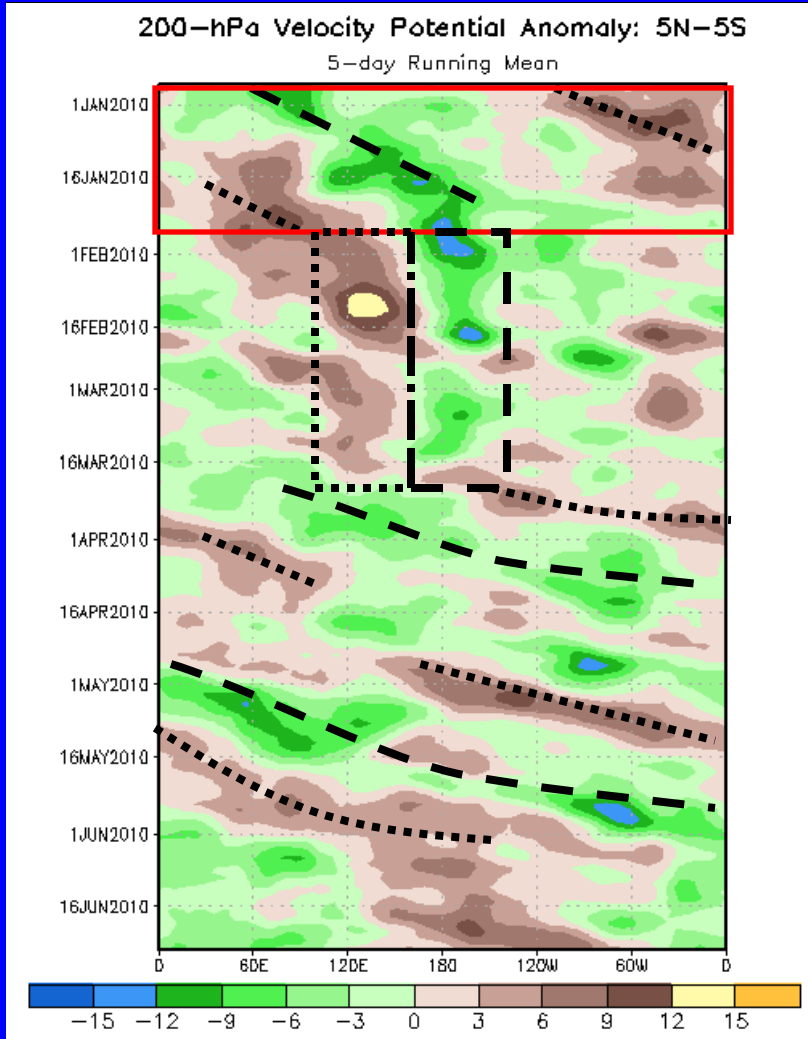 200-hPa Velocity Potential Anomaly: 5N-5S
5-day Running Mean
1JAN2010
16JAN2010
1FEB2010
16FEB2010
1MAR2010
16MAR2010
1APR2010
16APR2010
1MAY2010
16MAY2010
1JUN2010
16JUN2010
0 60E 120E 180 120W 60W 0
-15 -12 -9 -6 -3 0 3 6 9 12 15